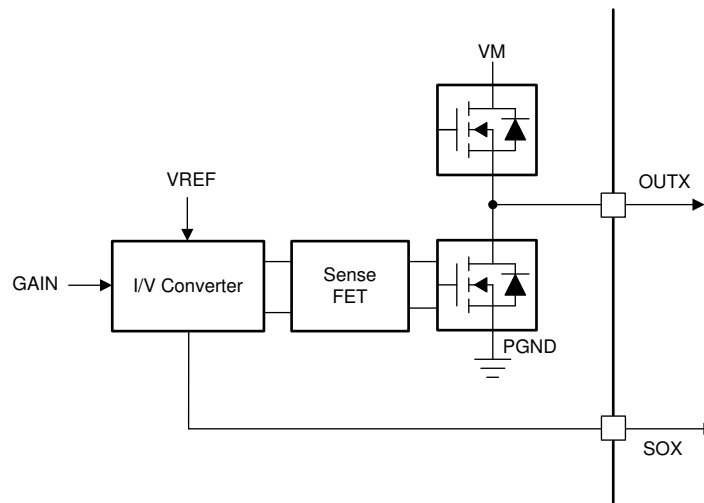 VM
VREF
OUTX
GAIN
I/V Converter
Sense
FET
PGND
SOX